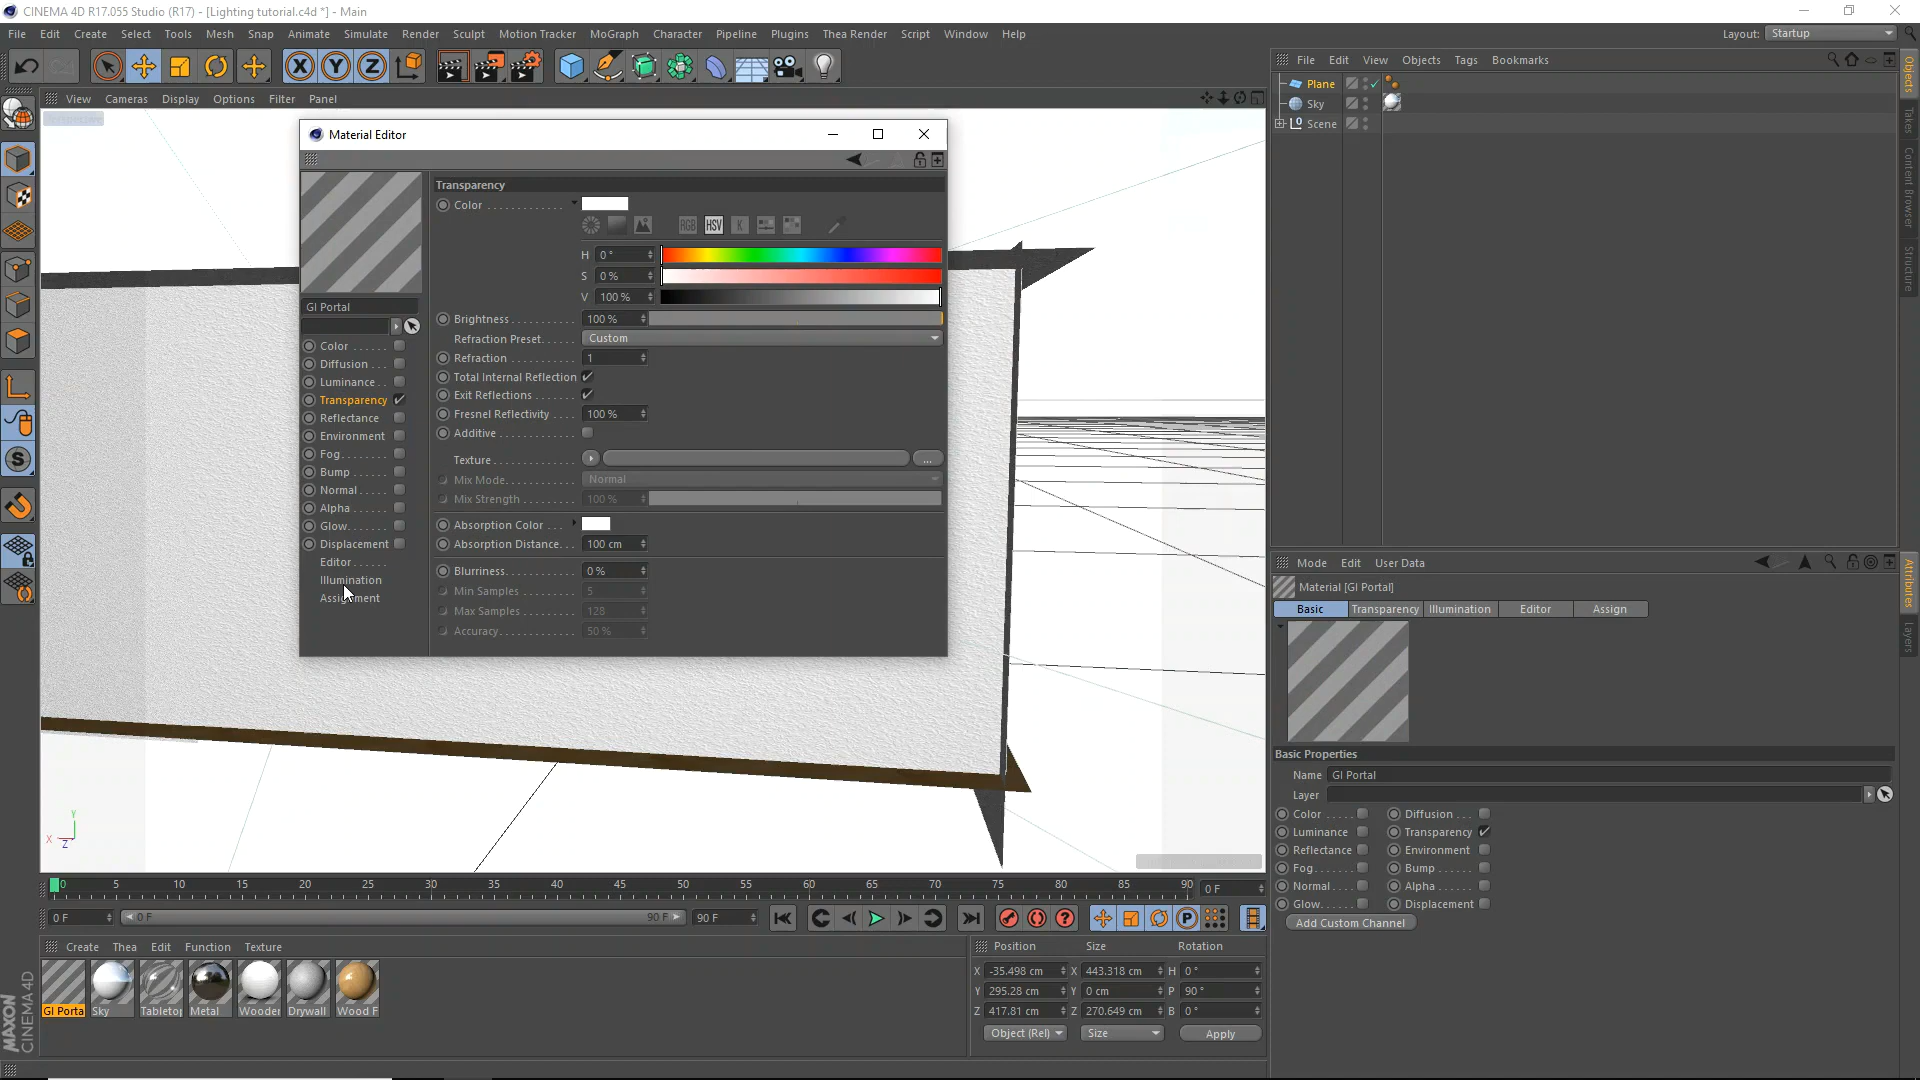 CINEMA 4D R17.055 Studio (R17) - [Lighting tutorial.c4d *] - Main
File Edit Create Select Tools Mesh Snap Animate Simulate Render Sculpt Motion Tracker MoGraph Character Pipeline Plugins Thea Render Script Window Help
Layout: Startup
View Cameras Display Options Filter Panel
Perspective
Material Editor
GI Portal
Color
Diffusion
Luminance
Transparency
Reflectance
Environment
Fog
Bump
Normal
Alpha
Glow
Displacement
Editor
Illumination
Assignment
Transparency
Color
RGB HSV K
H 0°
S 0%
V 100%
Brightness 100%
Refraction Preset Custom
Refraction 1
Total Internal Reflection
Exit Reflections
Fresnel Reflectivity 100%
Additive
Texture ...
Mix Mode Normal
Mix Strength 100%
Absorption Color
Absorption Distance 100 cm
Blurriness 0%
Min Samples 5
Max Samples 128
Accuracy 50%
File Edit View Objects Tags Bookmarks
Plane
Sky
Scene
Objects
Takes
Content Browser
Structure
Mode Edit User Data
Material [GI Portal]
Basic Transparency Illumination Editor Assign
Basic Properties
Name GI Portal
Layer
Color Diffusion
Luminance Transparency
Reflectance Environment
Fog Bump
Normal Alpha
Glow Displacement
Add Custom Channel
Attributes
Layers
X Y Z
0 5 10 15 20 25 30 35 40 45 50 55 60 65 70 75 80 85 90 0 F
0 F 0 F 90 F 90 F
Create Thea Edit Function Texture
GI Porta Sky Tabletop Metal Wooder Drywall Wood F
Position Size Rotation
X -35.498 cm X 443.318 cm H 0°
Y 295.28 cm Y 0 cm P 90°
Z 417.81 cm Z 270.649 cm B 0°
Object (Rel) Size Apply
MAXON
CINEMA 4D